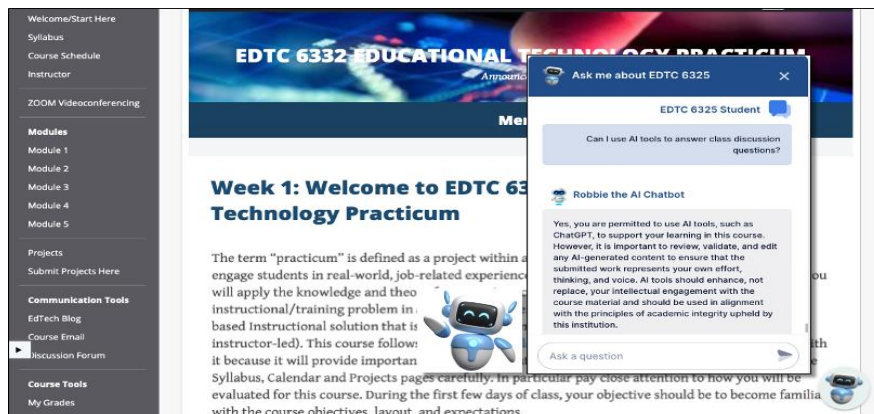 Welcome/Start Here
Syllabus
Course Schedule
Instructor
ZOOM Videoconferencing
Modules
Module 1
Module 2
Module 3
Module 4
Module 5
Projects
Submit Projects Here
Communication Tools
EdTech Blog
Course Email
Discussion Forum
Course Tools
My Grades
EDTC 6332 EDUCATIONAL TECHNOLOGY PRACTICUM
Announc
Me
Week 1: Welcome to EDTC 63
Technology Practicum
The term “practicum” is defined as a project within a
engage students in real-world, job-related experienc
ou
will apply the knowledge and theo
instructional/training problem in
based Instructional solution that is
instructor-led). This course follows
ith
it because it will provide importan
Syllabus, Calendar and Projects pages carefully. In particular pay close attention to how you will be
evaluated for this course. During the first few days of class, your objective should be to become familia
with the course objectives, layout, and expectations.
Ask me about EDTC 6325
EDTC 6325 Student
Can I use AI tools to answer class discussion
questions?
Robbie the AI Chatbot
Yes, you are permitted to use AI tools, such as
ChatGPT, to support your learning in this course.
However, it is important to review, validate, and edit
any AI-generated content to ensure that the
submitted work represents your own effort,
thinking, and voice. AI tools should enhance, not
replace, your intellectual engagement with the
course material and should be used in alignment
with the principles of academic integrity upheld by
this institution.
Ask a question